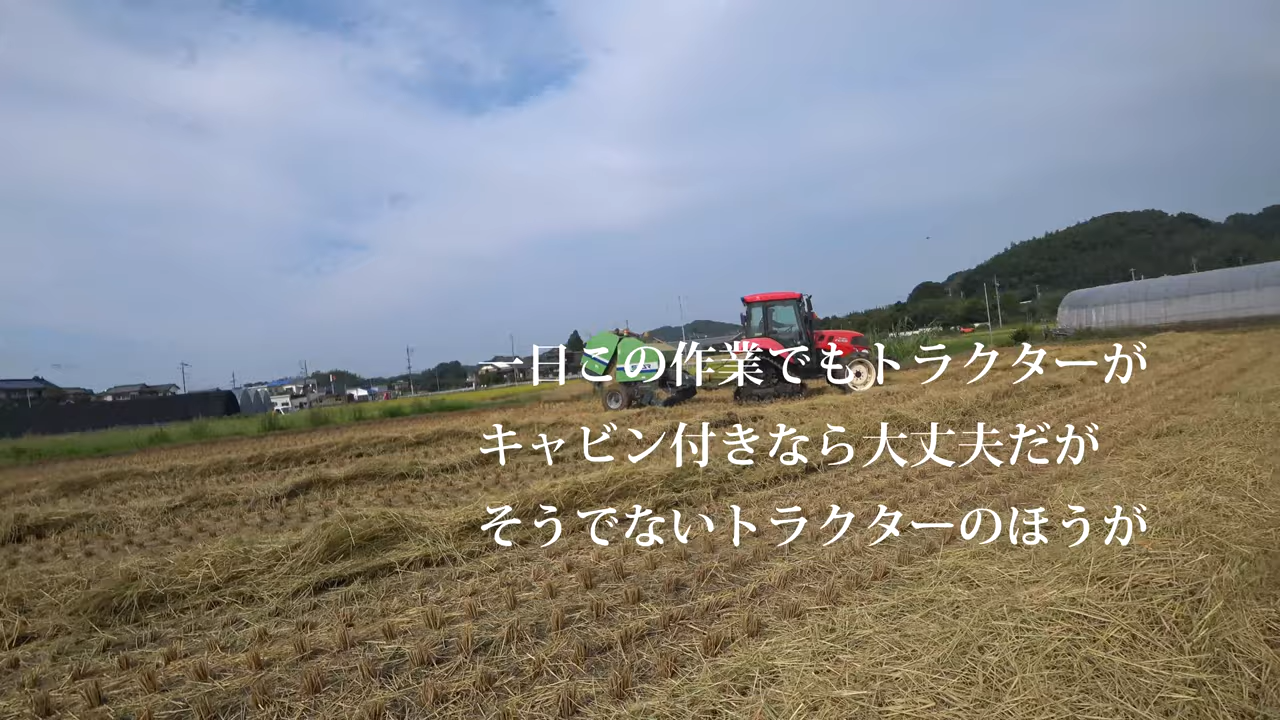 日この作業でもトラクターが
キャビン付きなら大丈夫だが
そうでないトラクターのほうが